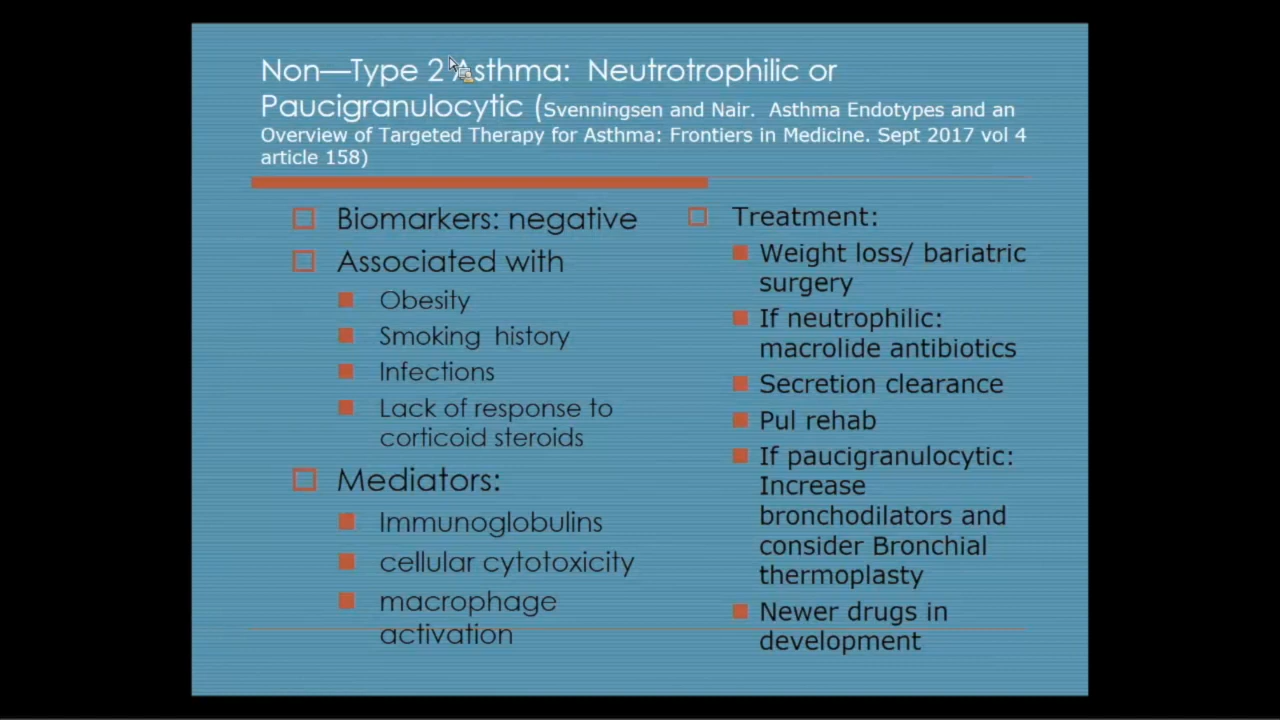 Non—Type 2 Asthma: Neutrotrophilic or
Paucigranulocytic (Svenningsen and Nair. Asthma Endotypes and an
Overview of Targeted Therapy for Asthma: Frontiers in Medicine. Sept 2017 vol 4
article 158)
Biomarkers: negative
Associated with
Obesity
Smoking history
Infections
Lack of response to
corticoid steroids
Mediators:
Immunoglobulins
cellular cytotoxicity
macrophage
activation
Treatment:
Weight loss/ bariatric
surgery
If neutrophilic:
macrolide antibiotics
Secretion clearance
Pul rehab
If paucigranulocytic:
Increase
bronchodilators and
consider Bronchial
thermoplasty
Newer drugs in
development